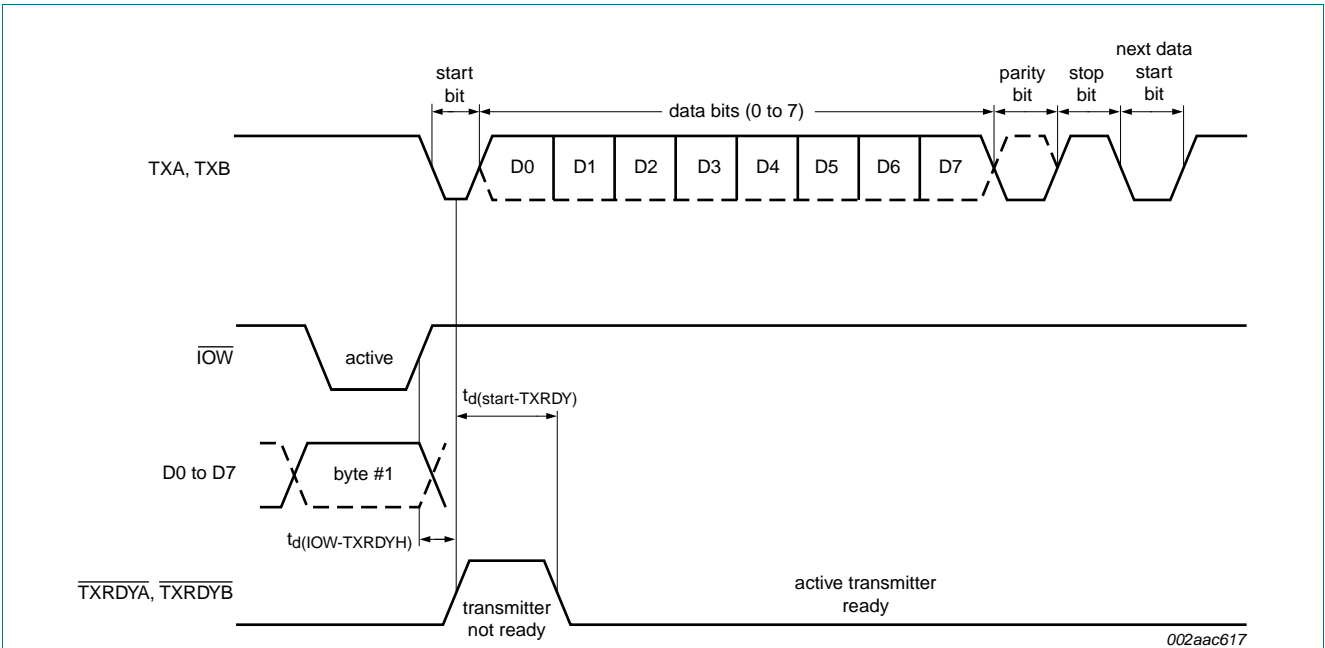 start
bit
data bits (0 to 7)
parity
bit
stop
bit
next data
start
bit
TXA, TXB
D0 D1 D2 D3 D4 D5 D6 D7
IOW
active
td(start-TXRDY)
D0 to D7
byte #1
td(IOW-TXRDYH)
TXRDYA, TXRDYB
transmitter
not ready
active transmitter
ready
002aac617